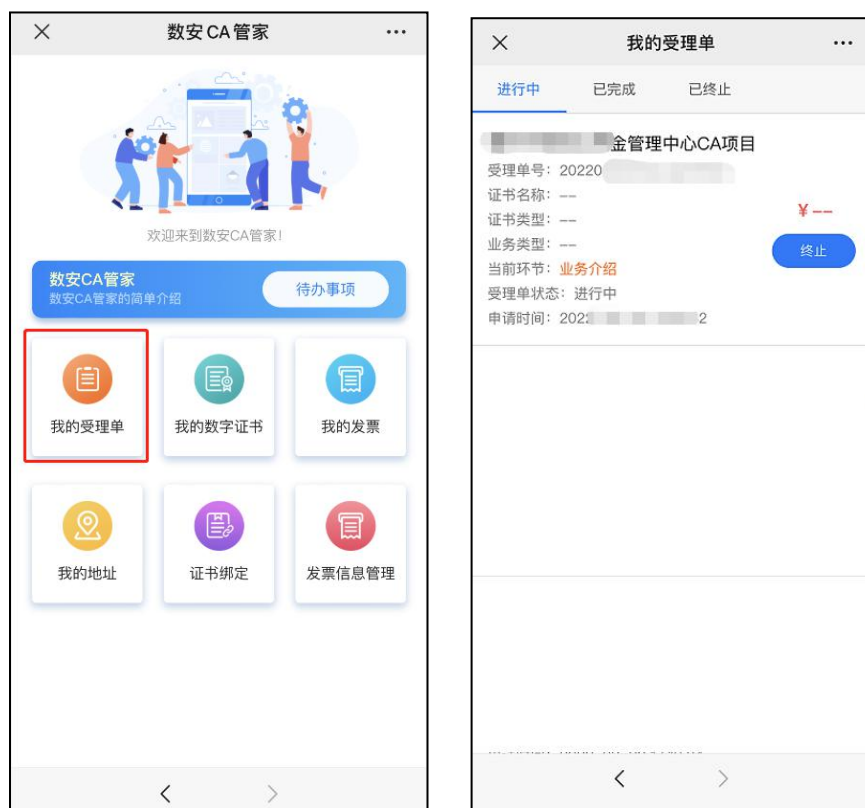 数安CA管家
欢迎来到数安CA管家!
数安CA管家
数安CA管家的简单介绍
待办事项
我的受理单
我的数字证书
我的发票
我的地址
证书绑定
发票信息管理
我的受理单
进行中
已完成
已终止
金管理中心CA项目
受理单号: 20220
证书名称: --
证书类型: --
¥ --
业务类型: --
终止
当前环节: 业务介绍
受理单状态: 进行中
申请时间: 202 2